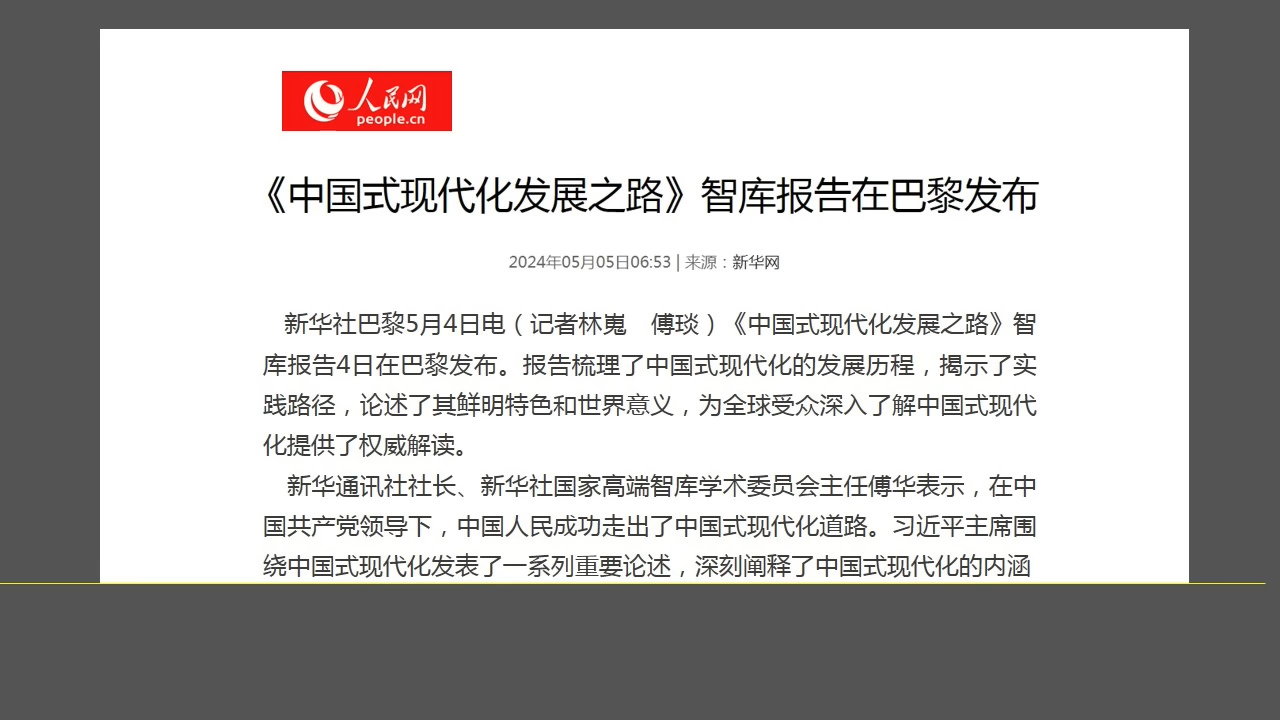 人民网
people.cn
《中国式现代化发展之路》智库报告在巴黎发布
2024年05月05日06:53 | 来源：新华网
新华社巴黎5月4日电（记者林嵬　傅琰）《中国式现代化发展之路》智
库报告4日在巴黎发布。报告梳理了中国式现代化的发展历程，揭示了实
践路径，论述了其鲜明特色和世界意义，为全球受众深入了解中国式现代
化提供了权威解读。
新华通讯社社长、新华社国家高端智库学术委员会主任傅华表示，在中
国共产党领导下，中国人民成功走出了中国式现代化道路。习近平主席围
绕中国式现代化发表了一系列重要论述，深刻阐释了中国式现代化的内涵